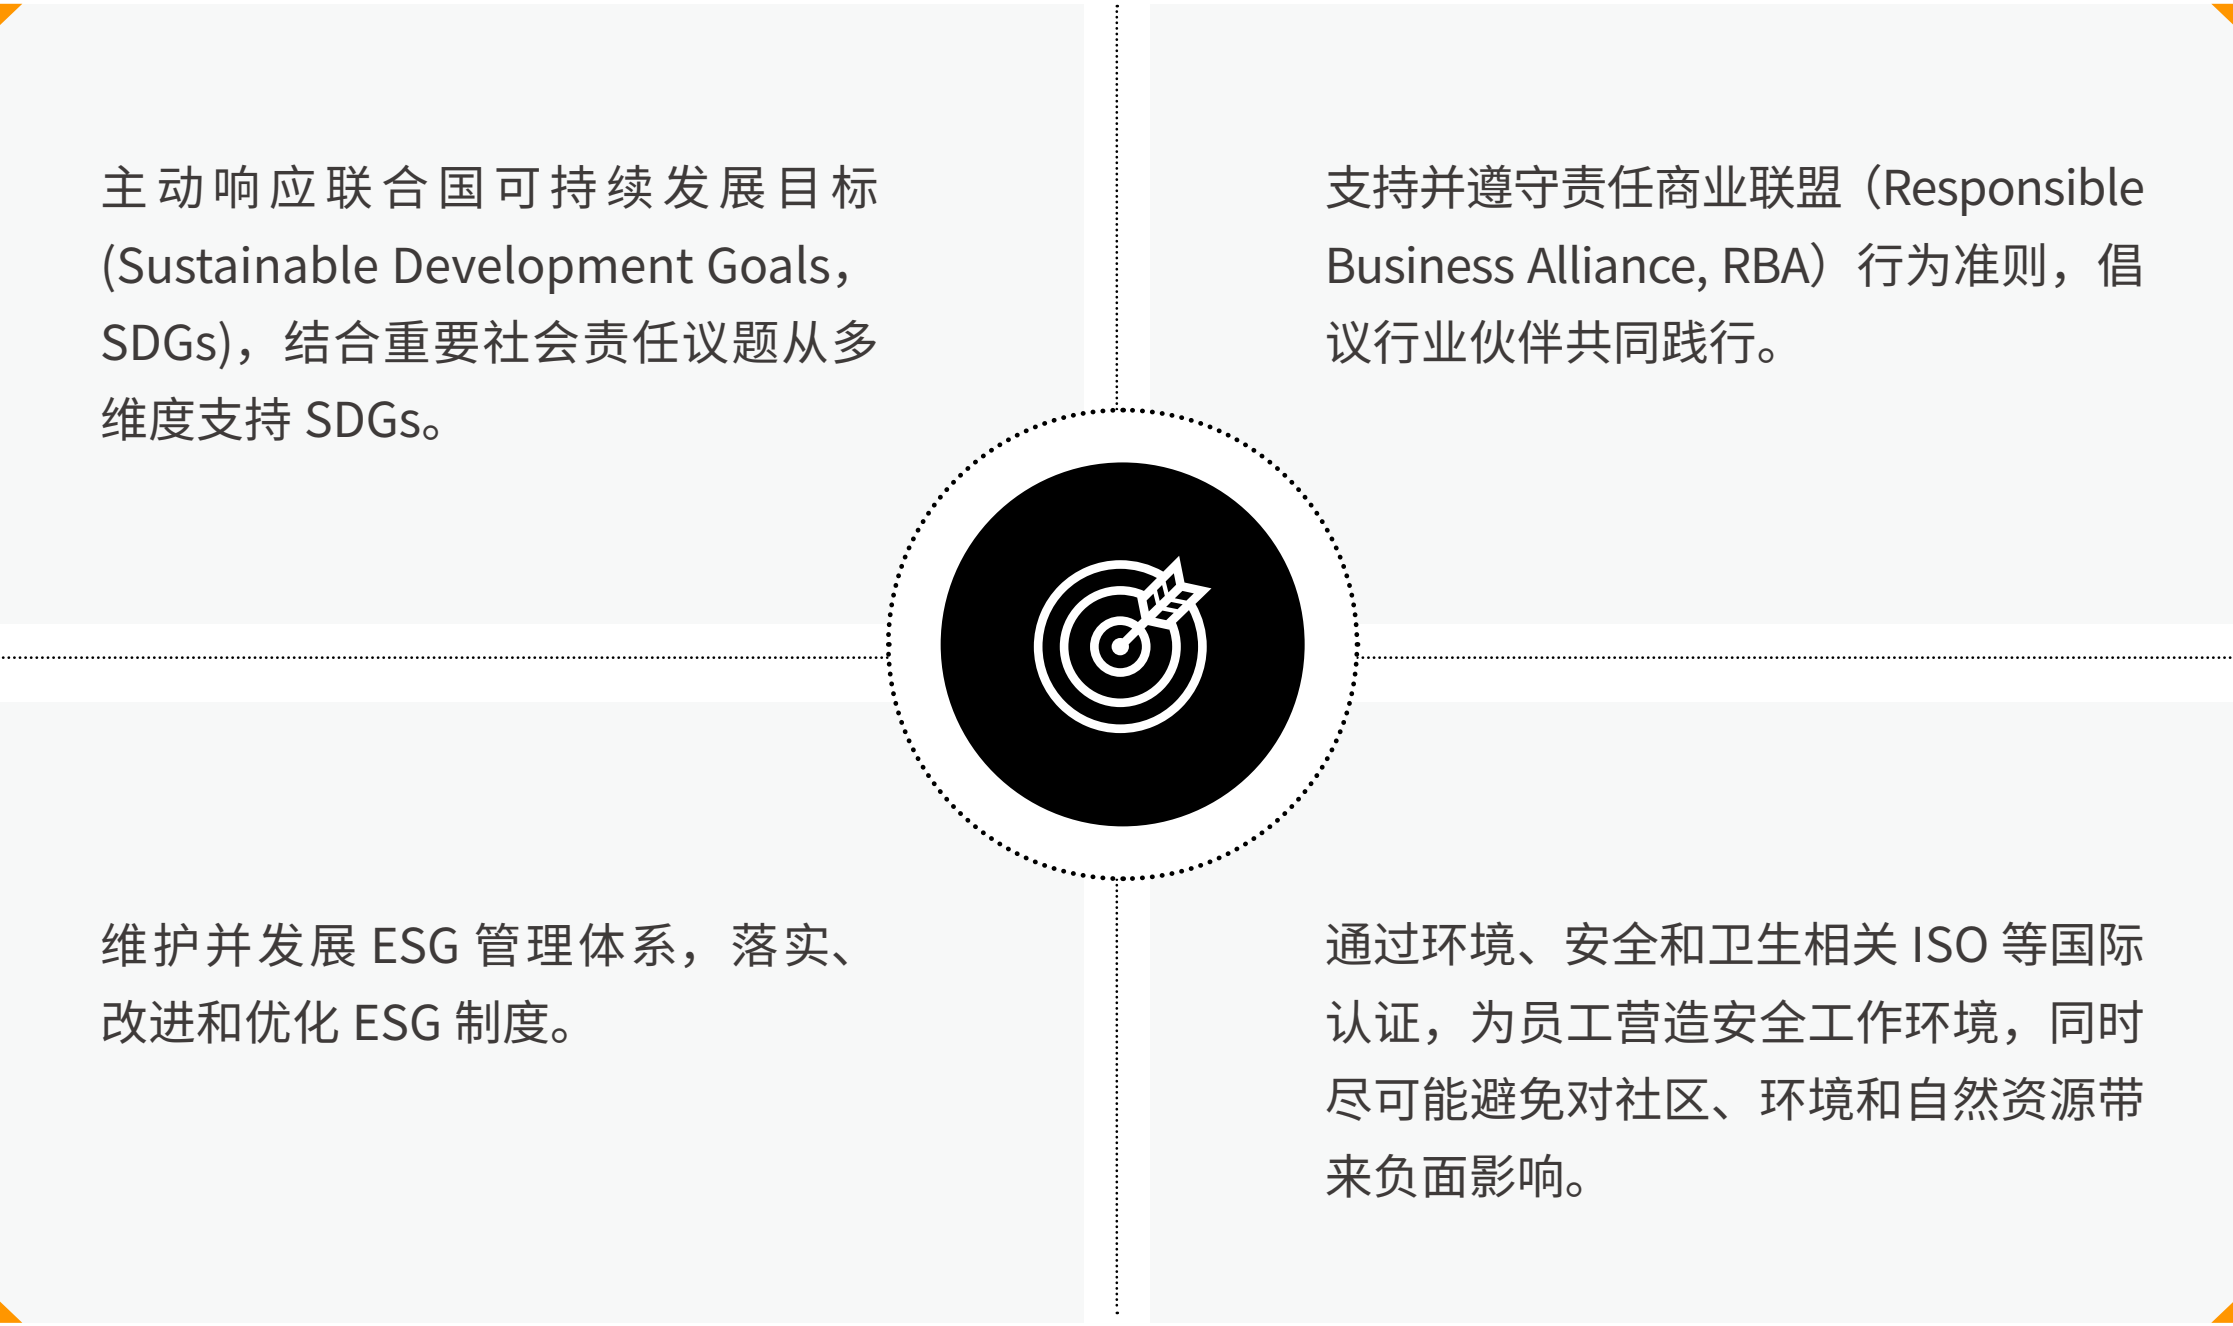 主动响应联合国可持续发展目标
(Sustainable Development Goals，
SDGs)，结合重要社会责任议题从多
维度支持 SDGs。
支持并遵守责任商业联盟（Responsible
Business Alliance, RBA）行为准则，倡
议行业伙伴共同践行。
维护并发展 ESG 管理体系，落实、
改进和优化 ESG 制度。
通过环境、安全和卫生相关 ISO 等国际
认证，为员工营造安全工作环境，同时
尽可能避免对社区、环境和自然资源带
来负面影响。